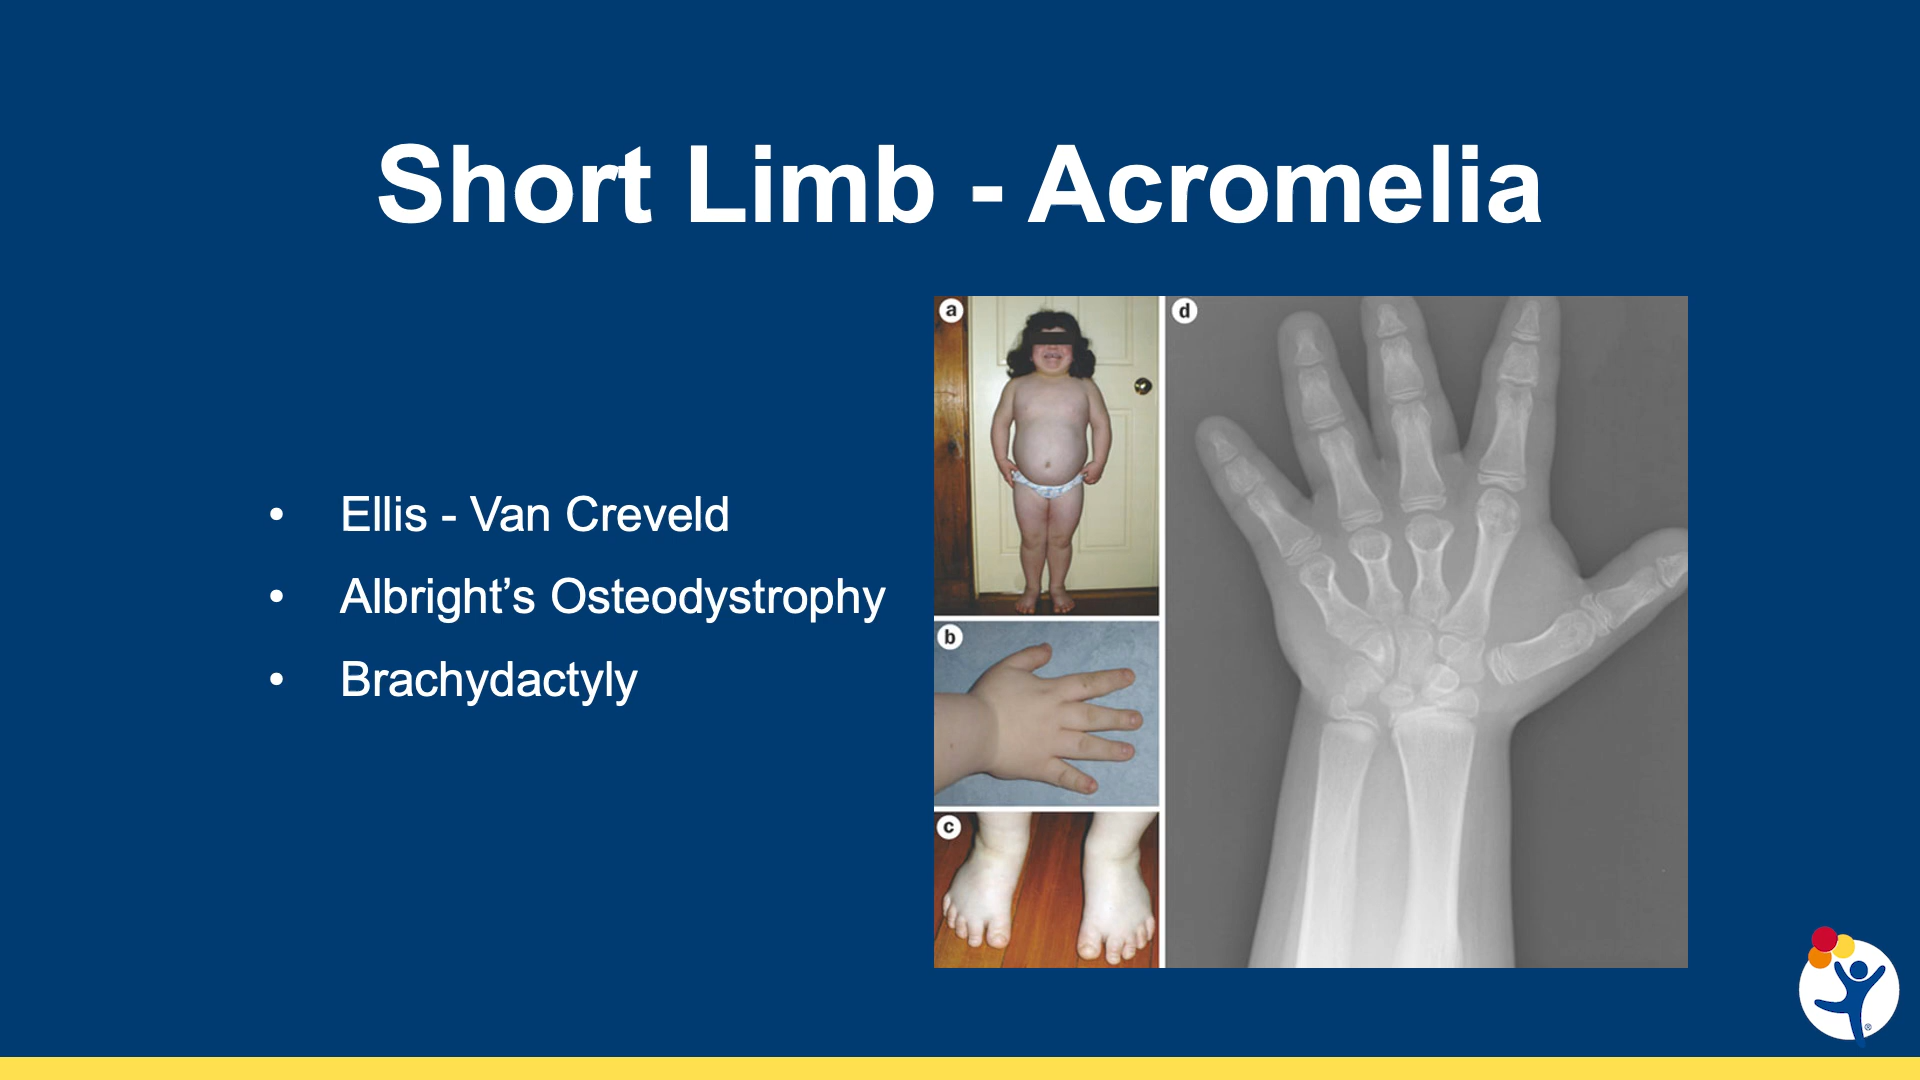 Short Limb - Acromelia
• Ellis - Van Creveld
• Albright’s Osteodystrophy
• Brachydactyly
a
b
c
d
®